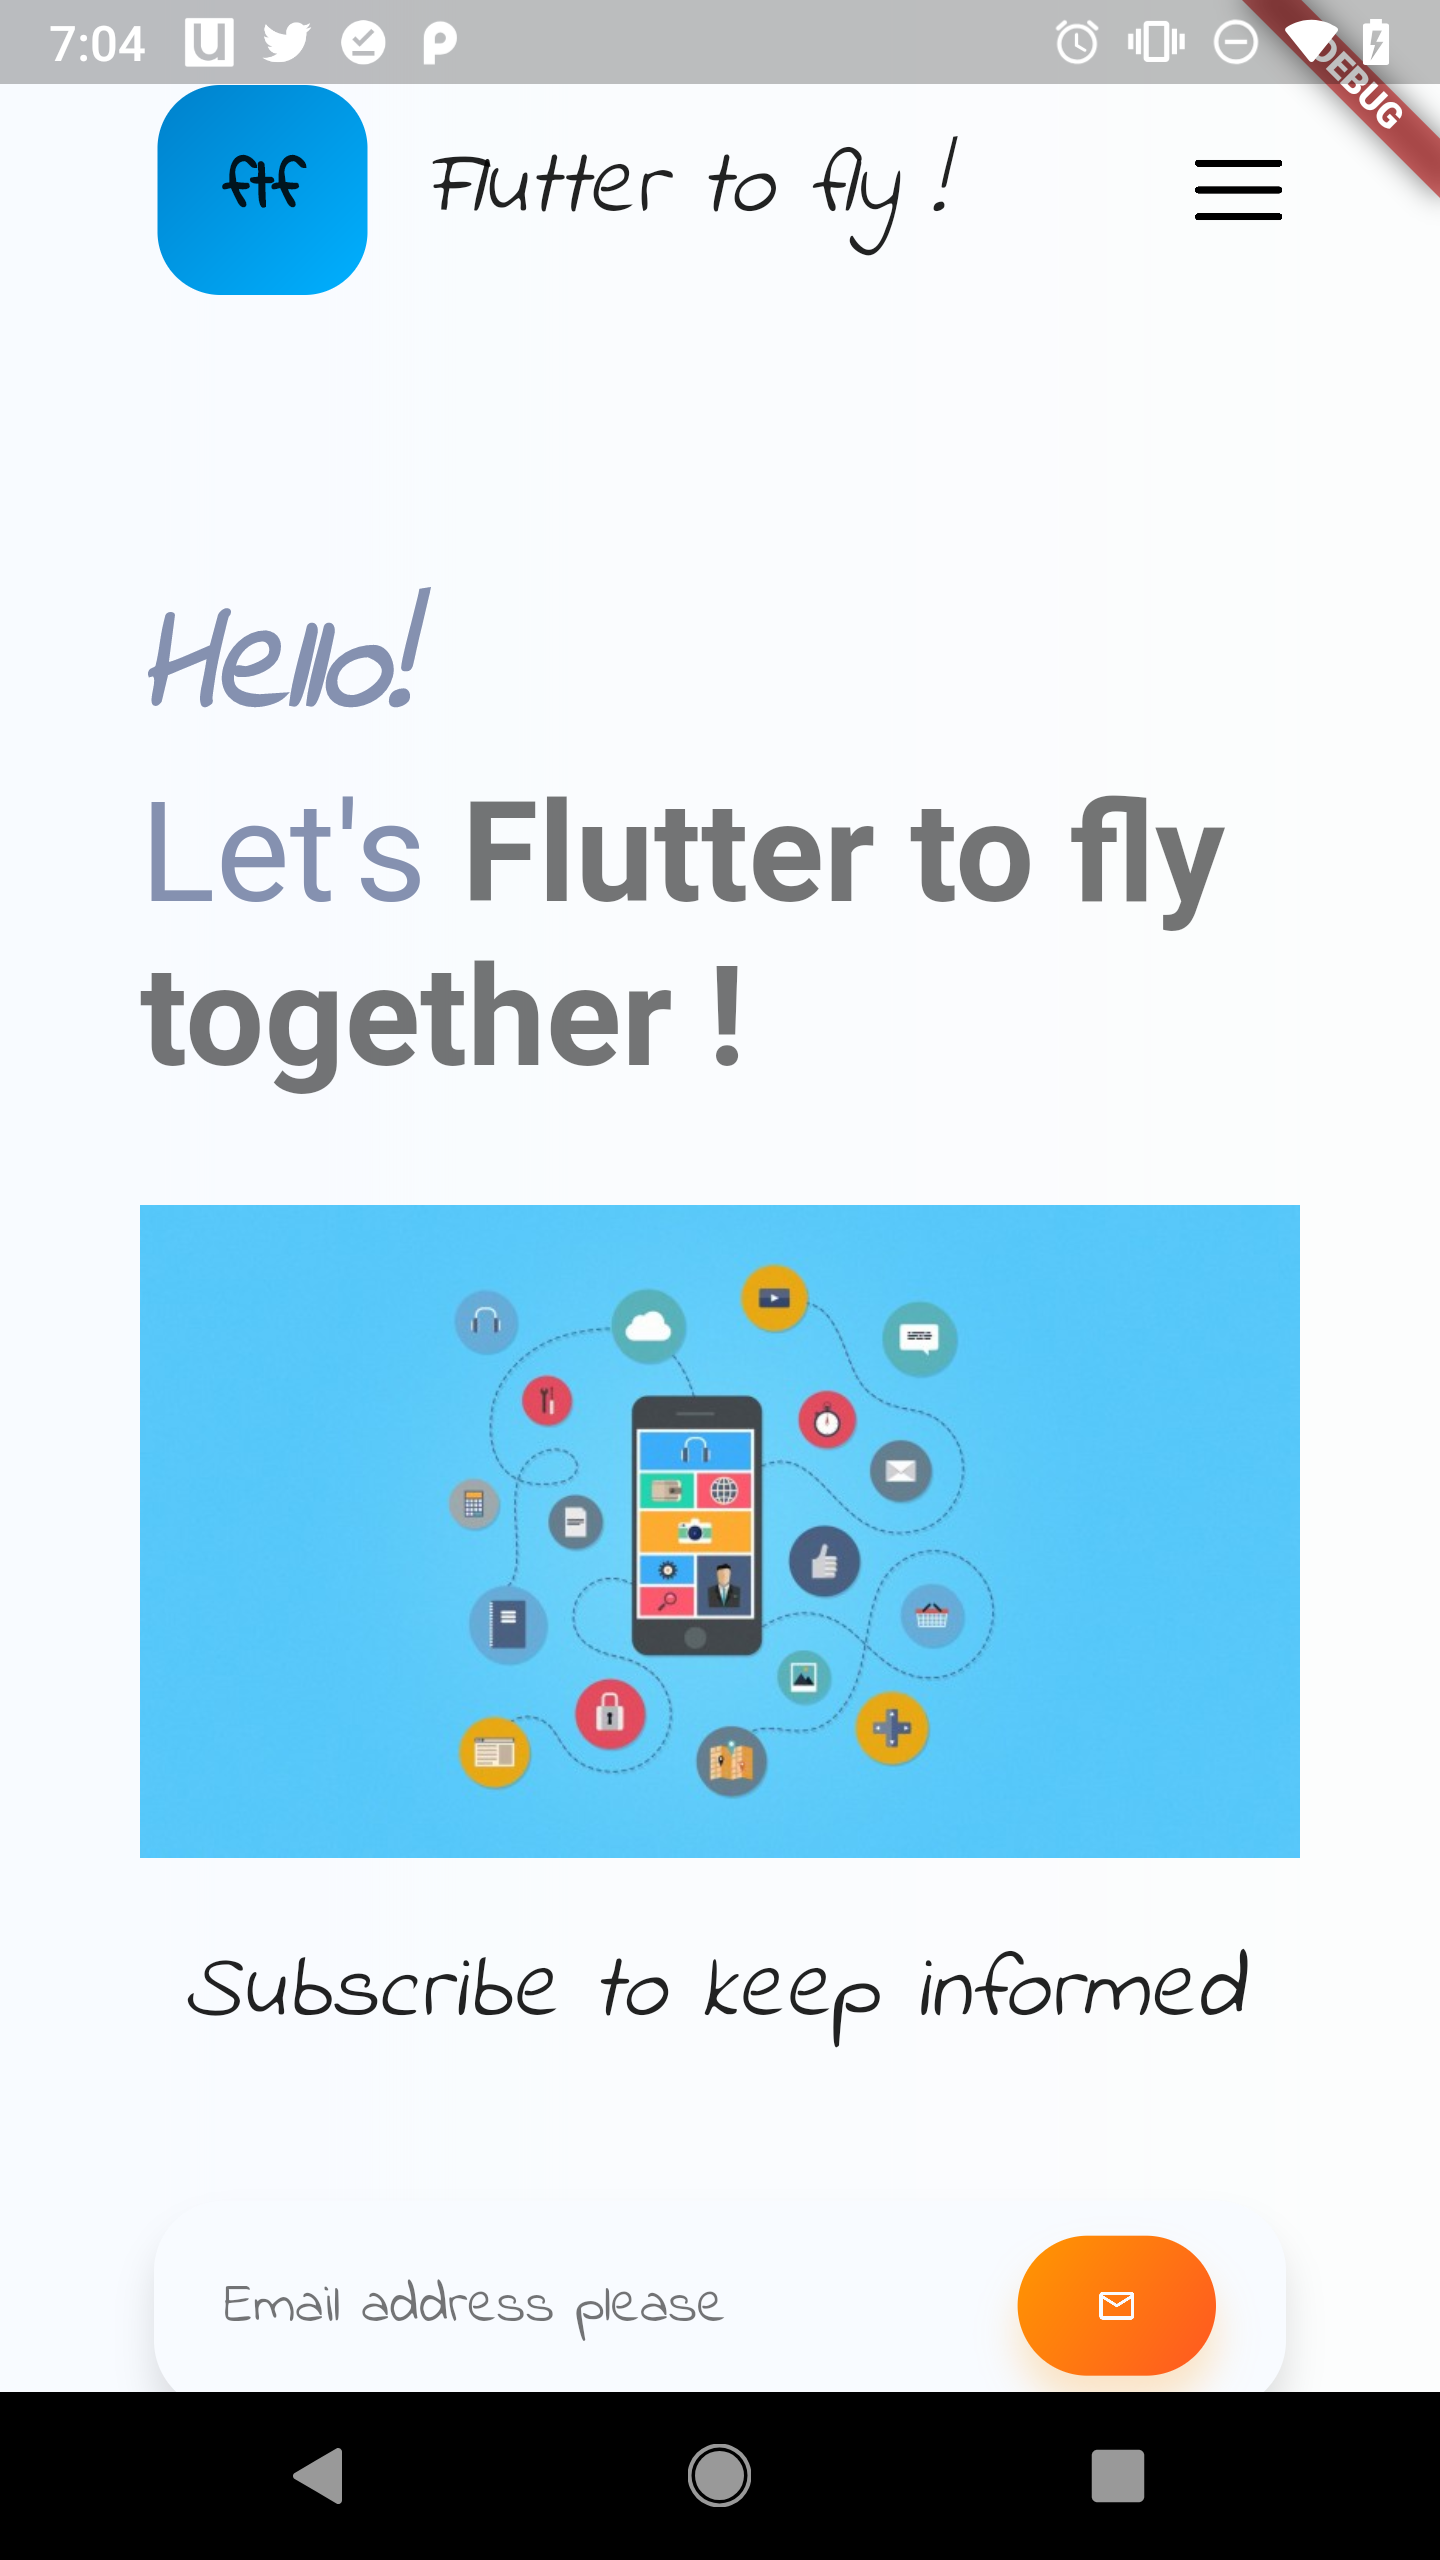 7:04
DEBUG
ftf
Flutter to fly !
Hello!
Let's Flutter to fly
together !
Subscribe to keep informed
Email address please